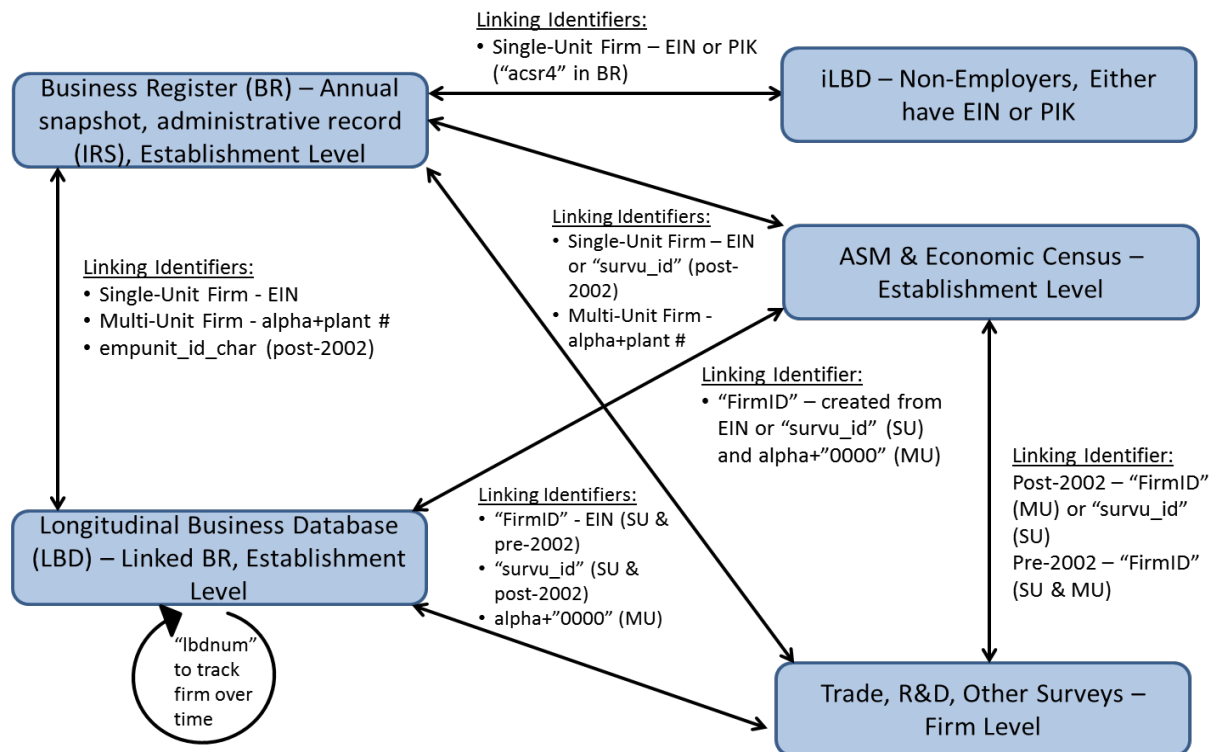 Linking Identifiers:
• Single-Unit Firm – EIN or PIK
(“acsr4” in BR)
Business Register (BR) – Annual
snapshot, administrative record
(IRS), Establishment Level
iLBD – Non-Employers, Either
have EIN or PIK
Linking Identifiers:
• Single-Unit Firm - EIN
• Multi-Unit Firm - alpha+plant #
• empunit_id_char (post-2002)
Linking Identifiers:
• Single-Unit Firm – EIN
or “survu_id” (post-
2002)
• Multi-Unit Firm -
alpha+plant #
ASM & Economic Census –
Establishment Level
Linking Identifier:
• “FirmID” – created from
EIN or “survu_id” (SU)
and alpha+”0000” (MU)
Linking Identifier:
Post-2002 – “FirmID”
(MU) or “survu_id”
(SU)
Pre-2002 – “FirmID”
(SU & MU)
Longitudinal Business Database
(LBD) – Linked BR, Establishment
Level
Linking Identifiers:
• “FirmID” - EIN (SU &
pre-2002)
• “survu_id” (SU &
post-2002)
• alpha+”0000” (MU)
“lbdnum”
to track
firm over
time
Trade, R&D, Other Surveys –
Firm Level